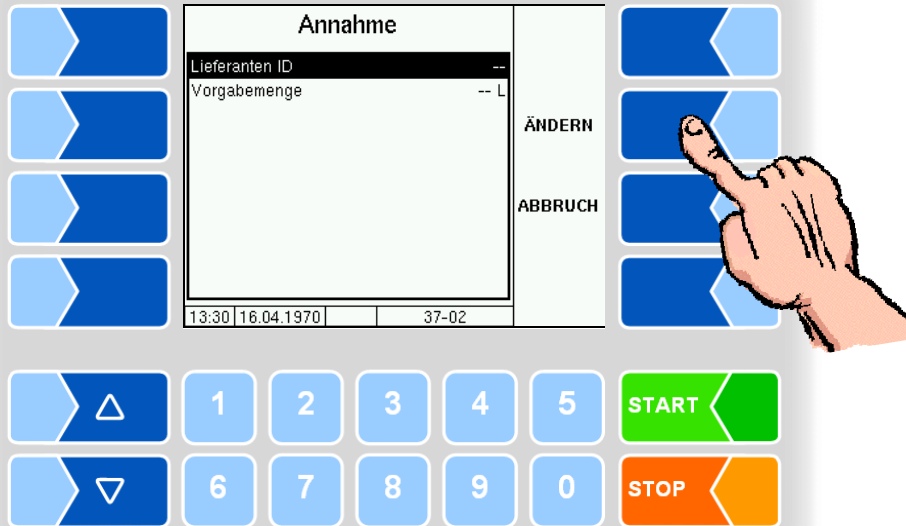 Annahme
Lieferanten ID --
Vorgabemenge -- L
ÄNDERN
ABBRUCH
13:30 16.04.1970 37-02
1 2 3 4 5 START
6 7 8 9 0 STOP